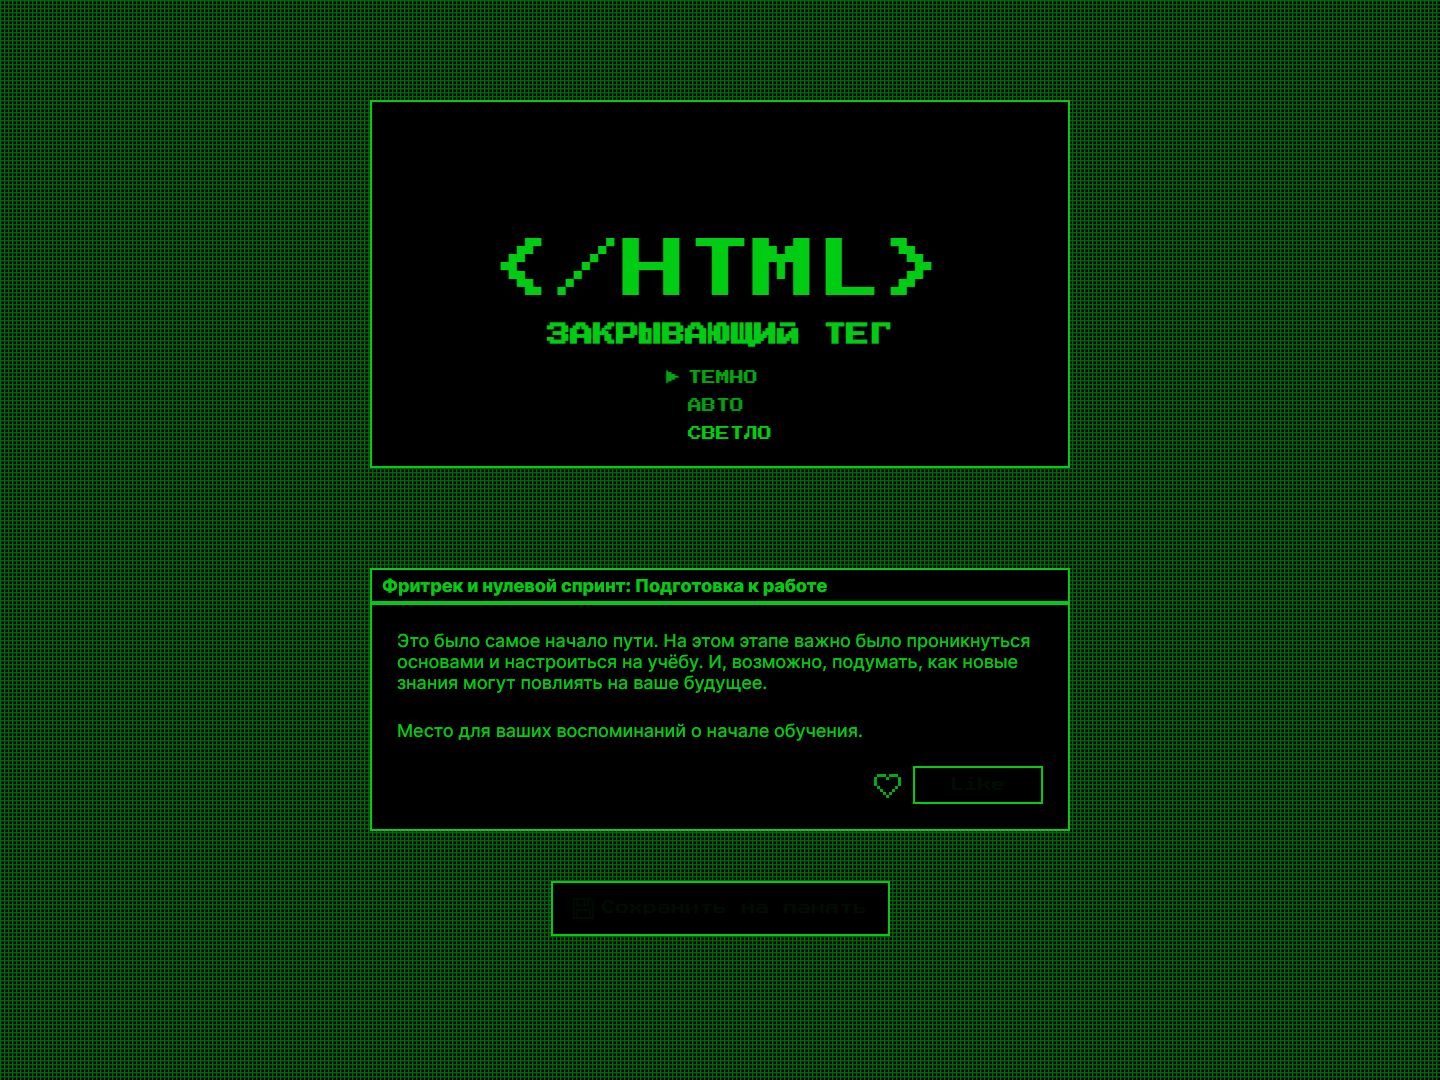 </HTML>
ЗАКРЫВАЮЩИЙ ТЕГ
► ТЕМНО
АВТО
СВЕТЛО
Фритрек и нулевой спринт: Подготовка к работе
Это было самое начало пути. На этом этапе важно было проникнуться
основами и настроиться на учёбу. И, возможно, подумать, как новые
знания могут повлиять на ваше будущее.
Место для ваших воспоминаний о начале обучения.
Like
Сохранить на память